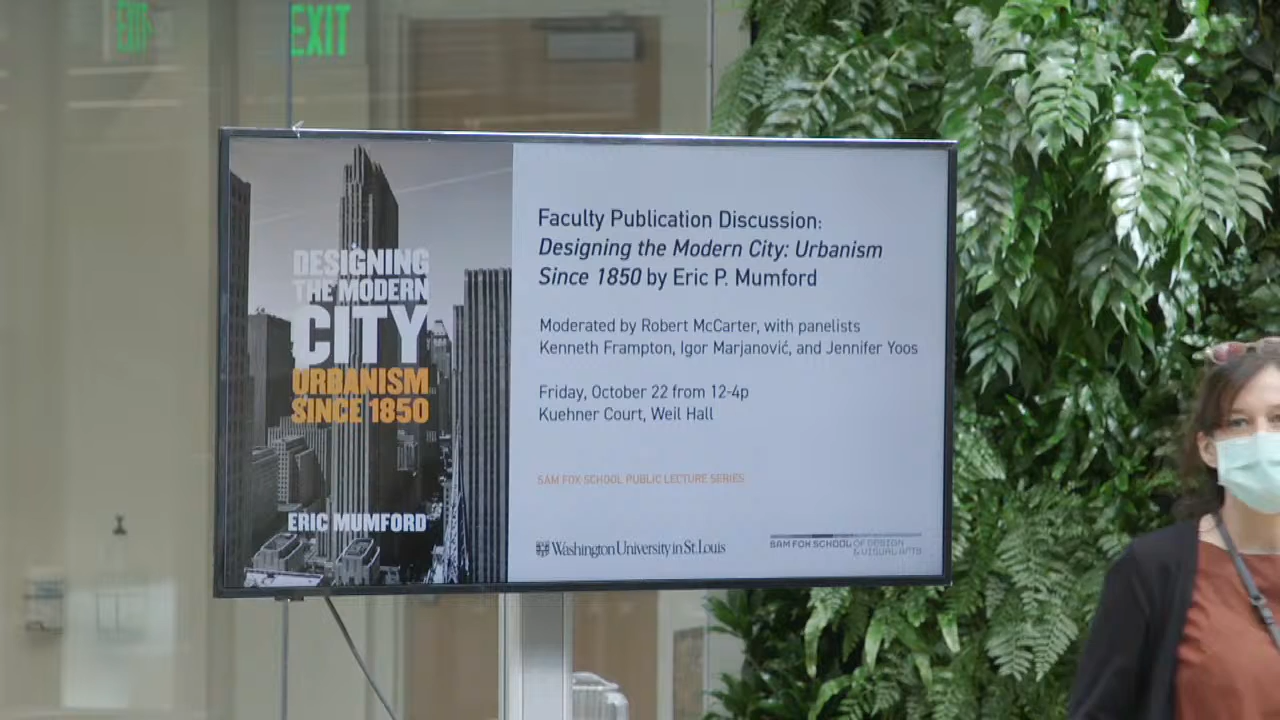 EXIT
EXIT
DESIGNING
THE MODERN
CITY
URBANISM
SINCE 1850
ERIC MUMFORD
Faculty Publication Discussion:
Designing the Modern City: Urbanism
Since 1850 by Eric P. Mumford
Moderated by Robert McCarter, with panelists
Kenneth Frampton, Igor Marjanović, and Jennifer Yoos
Friday, October 22 from 12-4p
Kuehner Court, Weil Hall
SAM FOX SCHOOL PUBLIC LECTURE SERIES
Washington University in St. Louis
SAM FOX SCHOOL OF DESIGN
& VISUAL ARTS